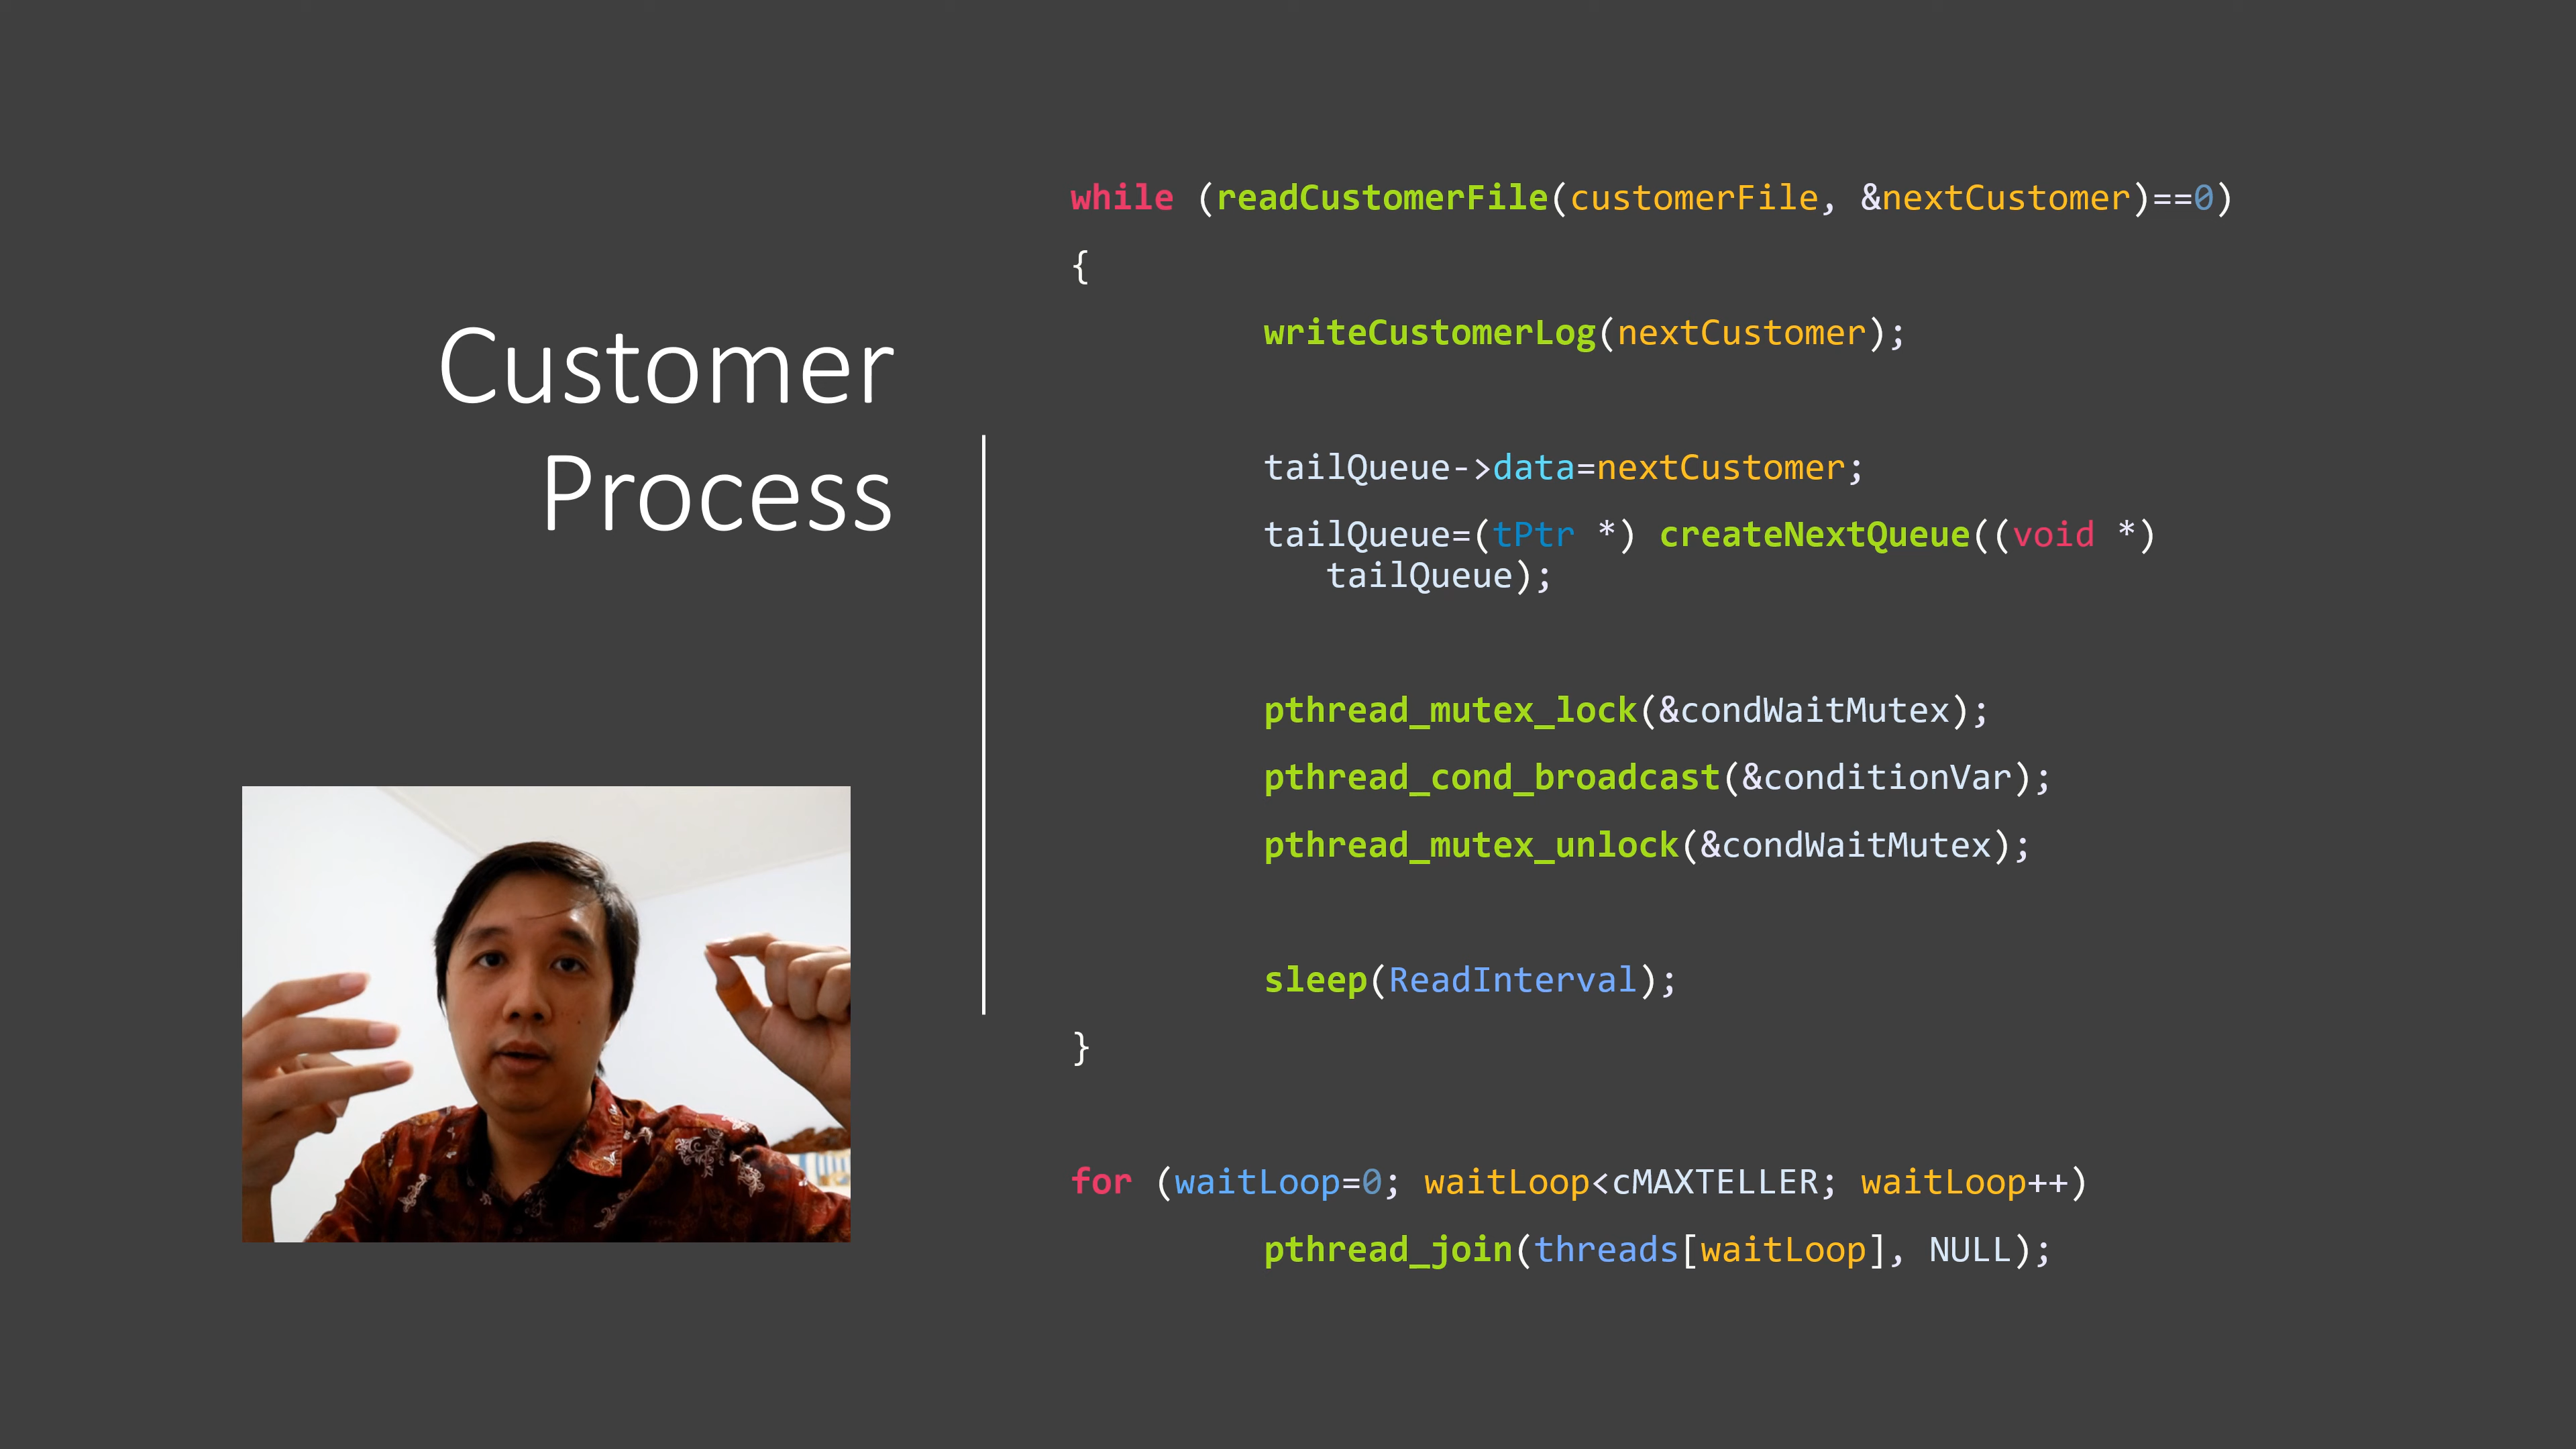 Customer
Process
while (readCustomerFile(customerFile, &nextCustomer)==0)
{
writeCustomerLog(nextCustomer);
tailQueue->data=nextCustomer;
tailQueue=(tPtr *) createNextQueue((void *)
tailQueue);
pthread_mutex_lock(&condWaitMutex);
pthread_cond_broadcast(&conditionVar);
pthread_mutex_unlock(&condWaitMutex);
sleep(ReadInterval);
}
for (waitLoop=0; waitLoop<cMAXTELLER; waitLoop++)
pthread_join(threads[waitLoop], NULL);